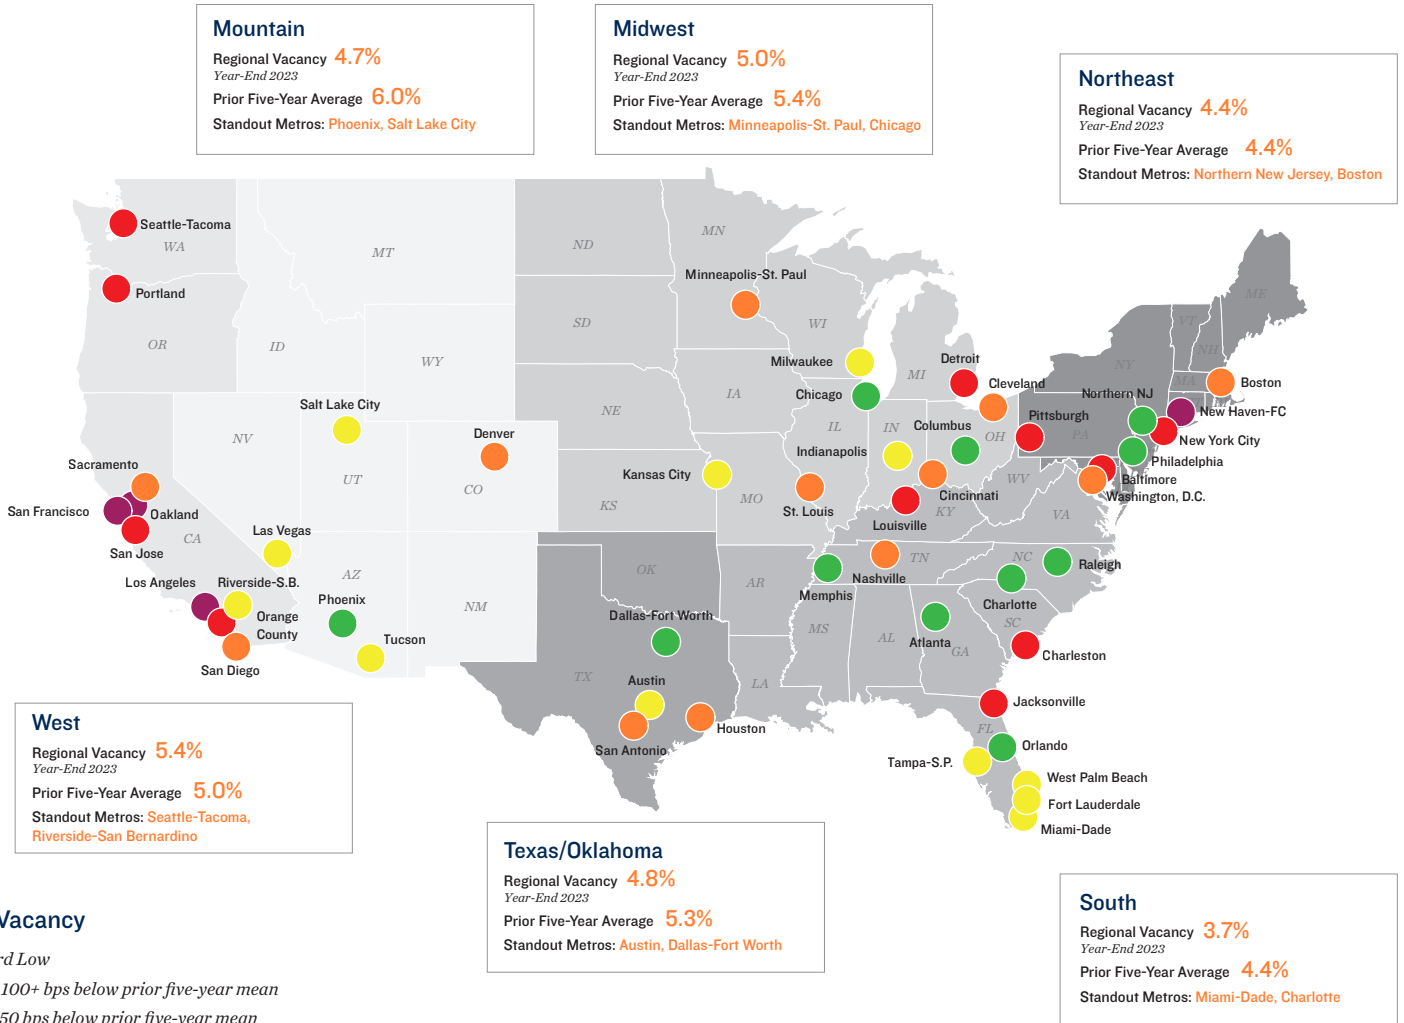 Mountain
Regional Vacancy 4.7%
Year-End 2023
Prior Five-Year Average 6.0%
Standout Metros: Phoenix, Salt Lake City
Midwest
Regional Vacancy 5.0%
Year-End 2023
Prior Five-Year Average 5.4%
Standout Metros: Minneapolis-St. Paul, Chicago
Northeast
Regional Vacancy 4.4%
Year-End 2023
Prior Five-Year Average 4.4%
Standout Metros: Northern New Jersey, Boston
Seattle-Tacoma
WA
MT
ND
MN
Minneapolis-St. Paul
ME
Portland
OR
ID
WY
SD
WI
VT
NH
NY
MA
Milwaukee
Detroit
MI
Cleveland
Boston
Chicago
Northern NJ
New Haven-FC
Salt Lake City
NV
Denver
NE
IA
IL
IN
Columbus
OH
Pittsburgh
PA
New York City
Philadelphia
Indianapolis
Sacramento
UT
CO
Kansas City
MO
St. Louis
Cincinnati
WV
Baltimore
Washington, D.C.
San Francisco
Oakland
San Jose
CA
Las Vegas
KS
Louisville
KY
VA
Los Angeles
Riverside-S.B.
AZ
NM
OK
AR
Nashville
TN
NC
Raleigh
Memphis
Charlotte
Orange
County
Phoenix
Dallas-Fort Worth
MS
AL
Atlanta
GA
SC
Charleston
San Diego
Tucson
TX
Austin
LA
Jacksonville
San Antonio
Houston
FL
Orlando
Tampa-S.P.
West Palm Beach
Fort Lauderdale
Miami-Dade
West
Regional Vacancy 5.4%
Year-End 2023
Prior Five-Year Average 5.0%
Standout Metros: Seattle-Tacoma,
Riverside-San Bernardino
Texas/Oklahoma
Regional Vacancy 4.8%
Year-End 2023
Prior Five-Year Average 5.3%
Standout Metros: Austin, Dallas-Fort Worth
South
Regional Vacancy 3.7%
Year-End 2023
Prior Five-Year Average 4.4%
Standout Metros: Miami-Dade, Charlotte
Vacancy
rd Low
100+ bps below prior five-year mean
50 bps below prior five-year mean